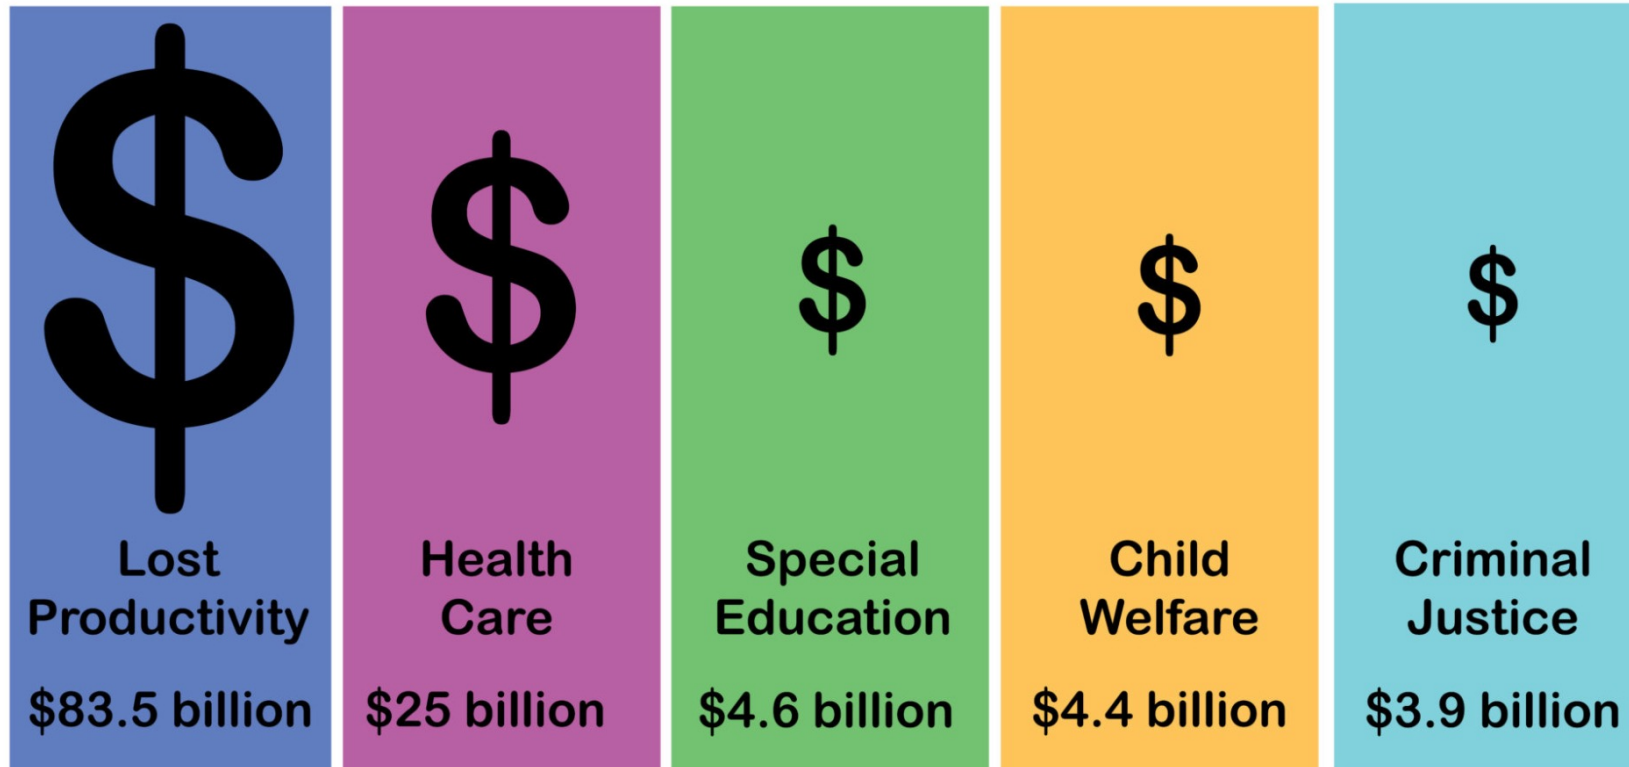 $
$
$
$
$
Lost
Productivity
$83.5 billion
Health
Care
$25 billion
Special
Education
$4.6 billion
Child
Welfare
$4.4 billion
Criminal
Justice
$3.9 billion